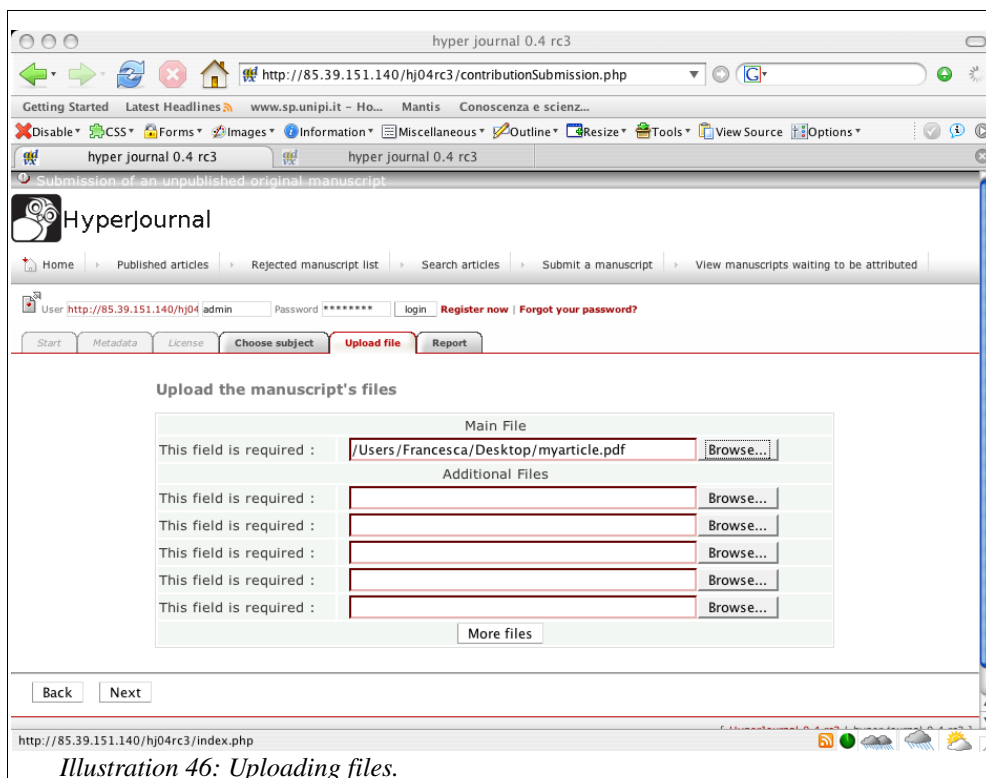 hyper journal 0.4 rc3
http://85.39.151.140/hj04rc3/contributionSubmission.php G
Getting Started Latest Headlines www.sp.unipi.it – Ho... Mantis Conoscenza e scienz...
Disable CSS Forms Images Information Miscellaneous Outline Resize Tools View Source Options
hyper journal 0.4 rc3 hyper journal 0.4 rc3
Submission of an unpublished original manuscript
HyperJournal
Home Published articles Rejected manuscript list Search articles Submit a manuscript View manuscripts waiting to be attributed
User http://85.39.151.140/hj04 admin Password ******** login Register now | Forgot your password?
Start Metadata License Choose subject Upload file Report
Upload the manuscript's files
Main File
This field is required : /Users/Francesca/Desktop/myarticle.pdf Browse...
Additional Files
This field is required : Browse...
This field is required : Browse...
This field is required : Browse...
This field is required : Browse...
This field is required : Browse...
More files
Back Next
http://85.39.151.140/hj04rc3/index.php
Illustration 46: Uploading files.